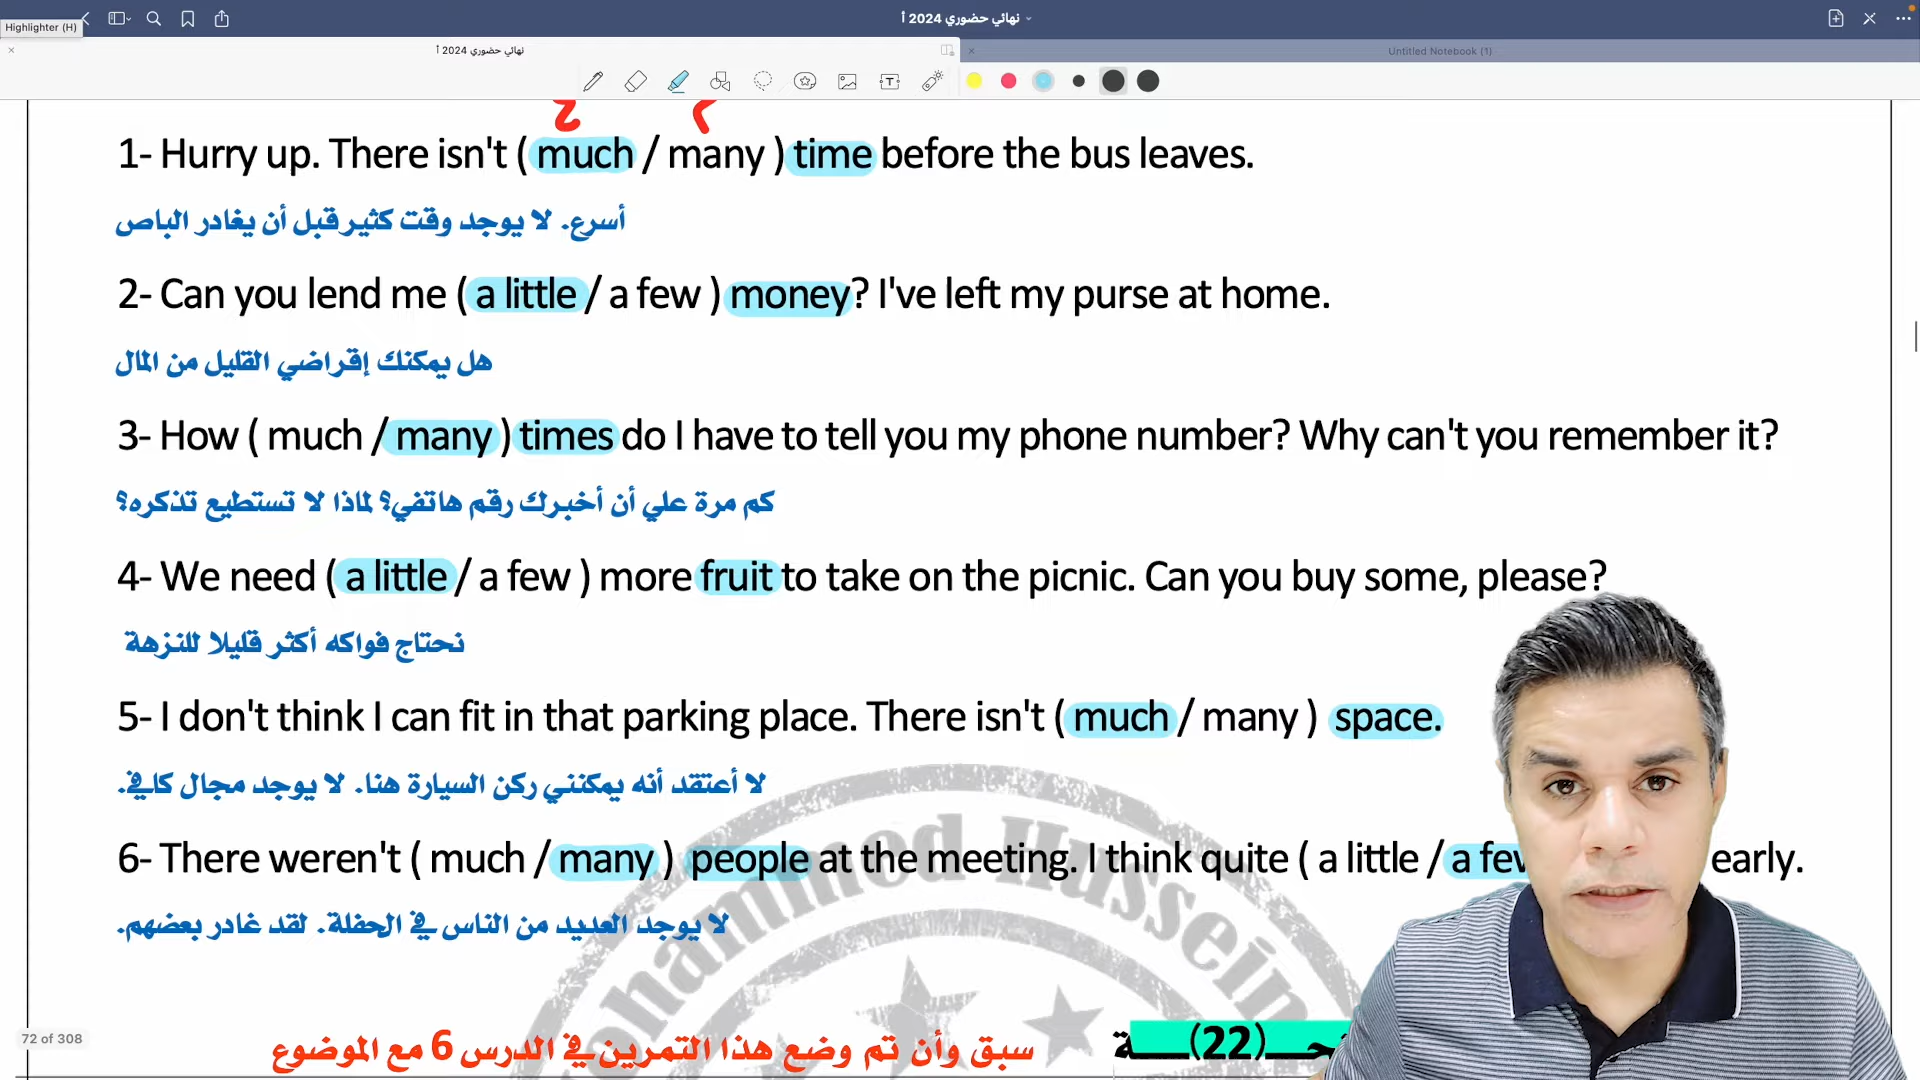 Highlighter (H)
نهائي حضوري 2024 أ
نهائي حضوري 2024 أ
Untitled Notebook (1)
1- Hurry up. There isn't ( much / many ) time before the bus leaves.
أسرع. لا يوجد وقت كثير قبل أن يغادر الباص
2- Can you lend me ( a little / a few ) money? I've left my purse at home.
هل يمكنك إقراضي القليل من المال
3- How ( much / many ) times do I have to tell you my phone number? Why can't you remember it?
كم مرة علي أن أخبرك رقم هاتفي؟ لماذا لا تستطيع تذكره؟
4- We need ( a little / a few ) more fruit to take on the picnic. Can you buy some, please?
نحتاج فواكه أكثر قليلا للنزهة
5- I don't think I can fit in that parking place. There isn't ( much / many ) space.
لا أعتقد أنه يمكنني ركن السيارة هنا. لا يوجد مجال كافي.
6- There weren't ( much / many ) people at the meeting. I think quite ( a little / a few early.
لا يوجد العديد من الناس في الحفلة. لقد غادر بعضهم.
Mohammed Hussein
72 of 308
(22)
سبق وأن تم وضع هذا التمرين في الدرس 6 مع الموضوع